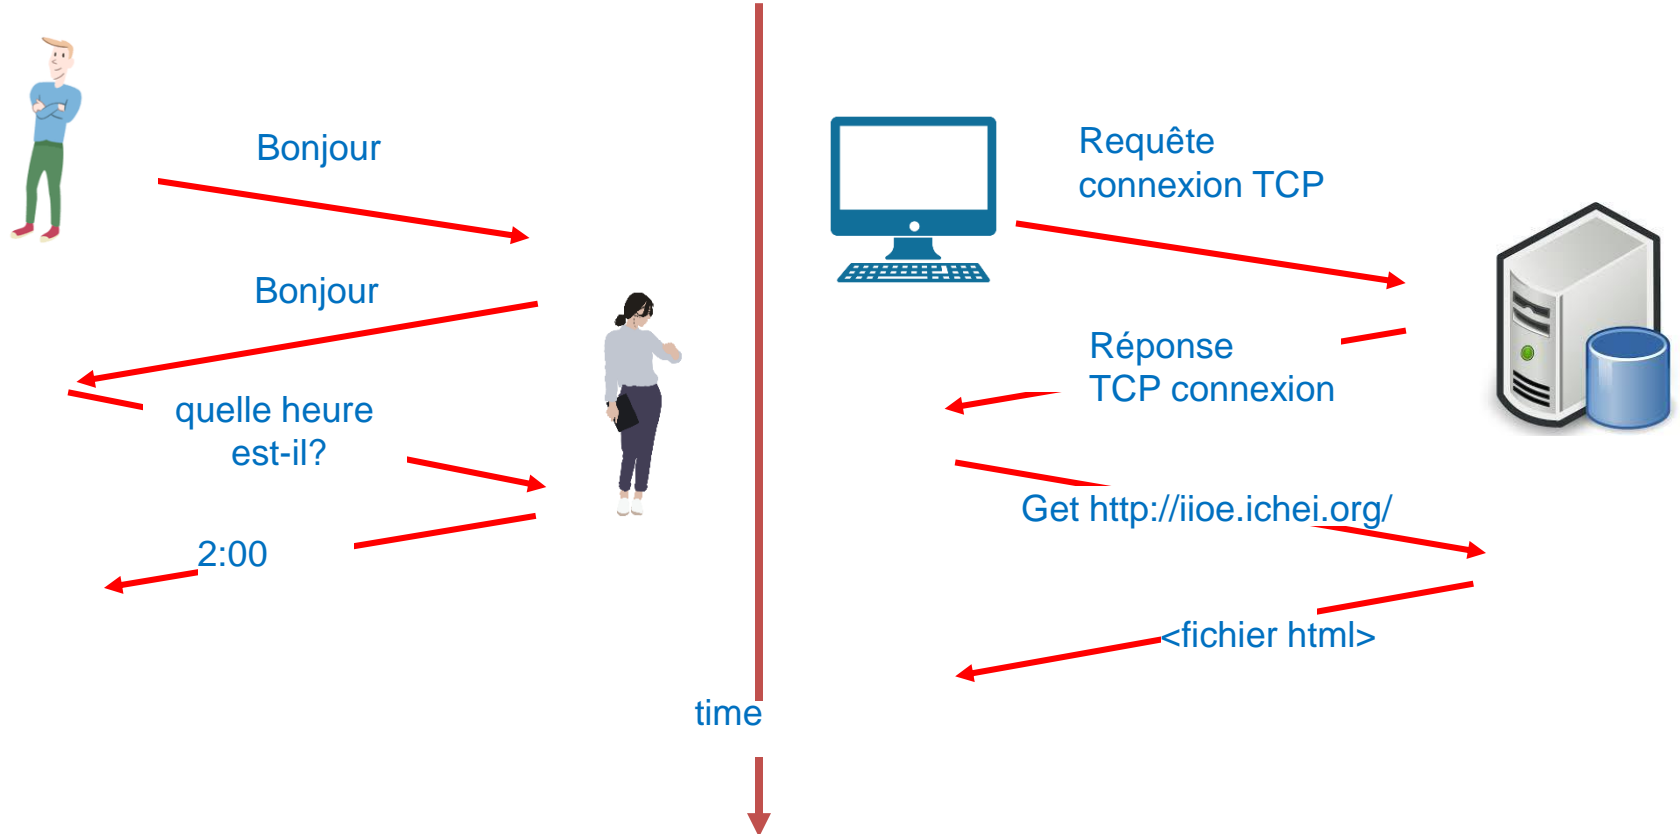 Bonjour
Bonjour
quelle heure
est-il?
2:00
time
Requête
connexion TCP
Réponse
TCP connexion
Get http://iioe.ichei.org/
<fichier html>